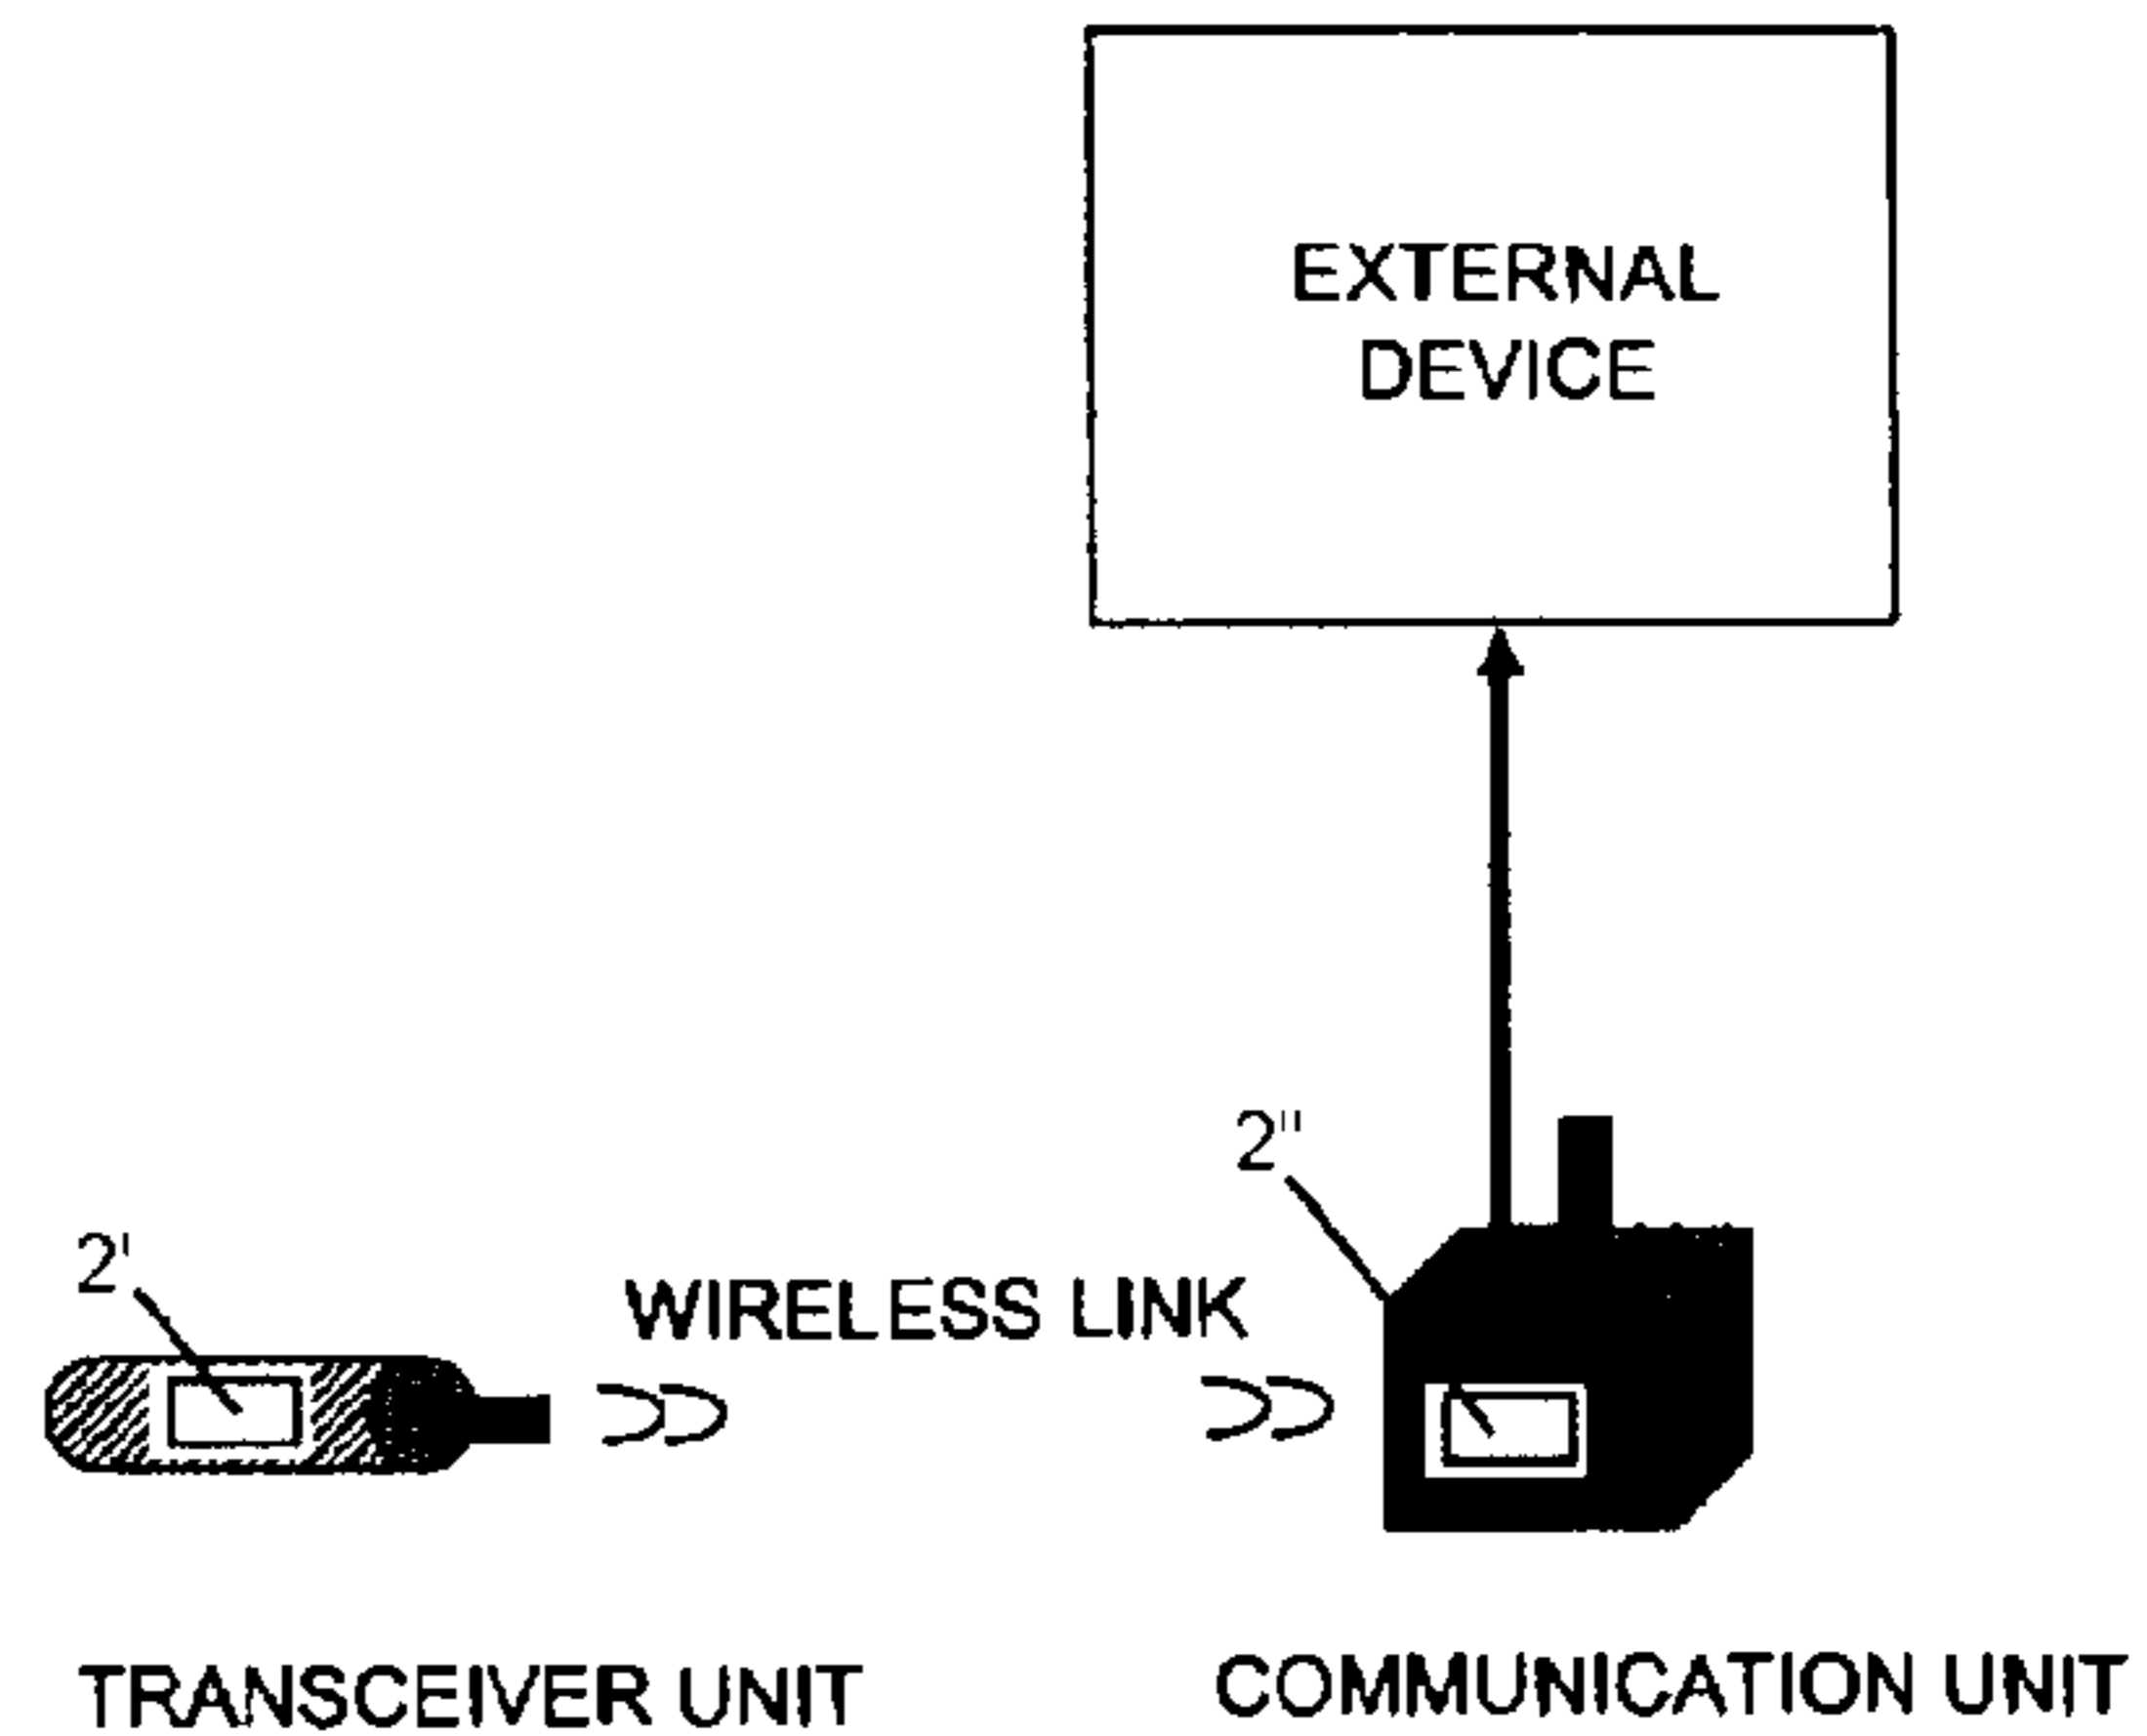 EXTERNAL
DEVICE
2"
2'
WIRELESS LINK
TRANSCEIVER UNIT
COMMUNICATION UNIT